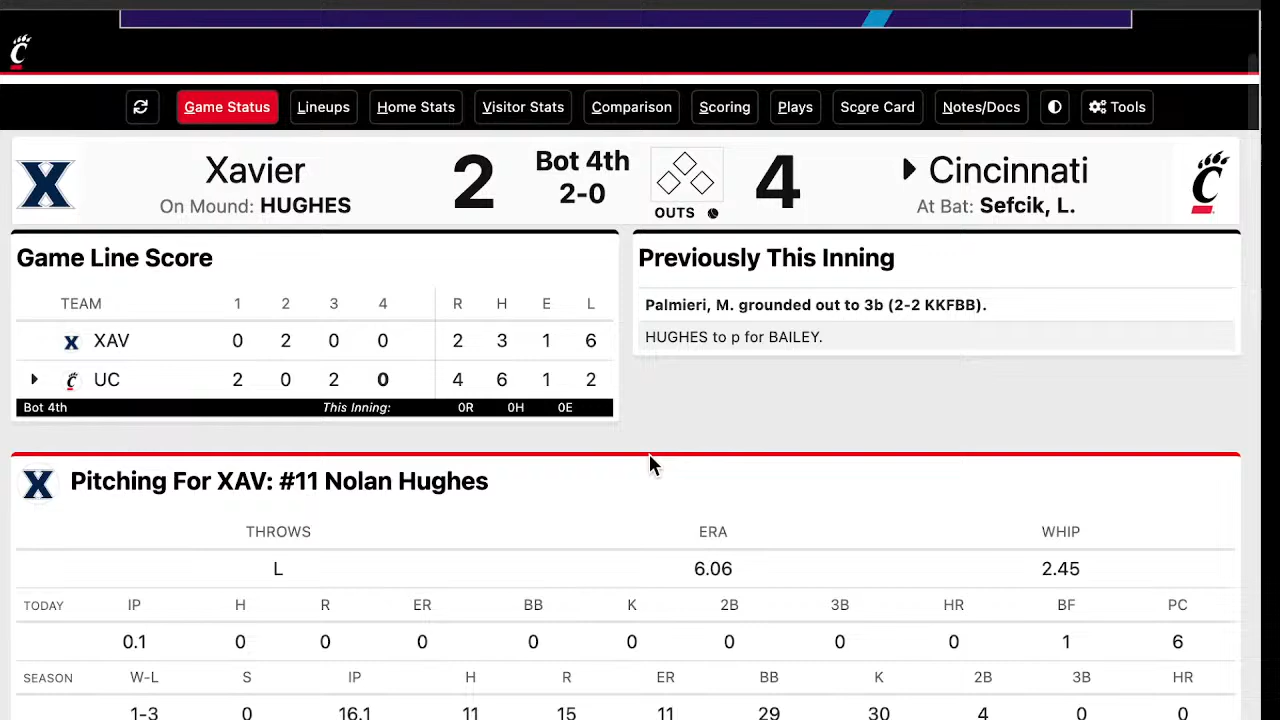 Game Status Lineups Home Stats Visitor Stats Comparison Scoring Plays Score Card Notes/Docs Tools
Xavier 2 Bot 4th 4 Cincinnati
On Mound: HUGHES 2-0 OUTS At Bat: Sefcik, L.
Game Line Score
TEAM 1 2 3 4 R H E L
XAV 0 2 0 0 2 3 1 6
UC 2 0 2 0 4 6 1 2
Bot 4th This Inning: 0R 0H 0E
Previously This Inning
Palmieri, M. grounded out to 3b (2-2 KKFBB).
HUGHES to p for BAILEY.
Pitching For XAV: #11 Nolan Hughes
THROWS ERA WHIP
L 6.06 2.45
TODAY IP H R ER BB K 2B 3B HR BF PC
0.1 0 0 0 0 0 0 0 0 1 6
SEASON W-L S IP H R ER BB K 2B 3B HR
1-3 0 16.1 11 15 11 29 30 4 0 0